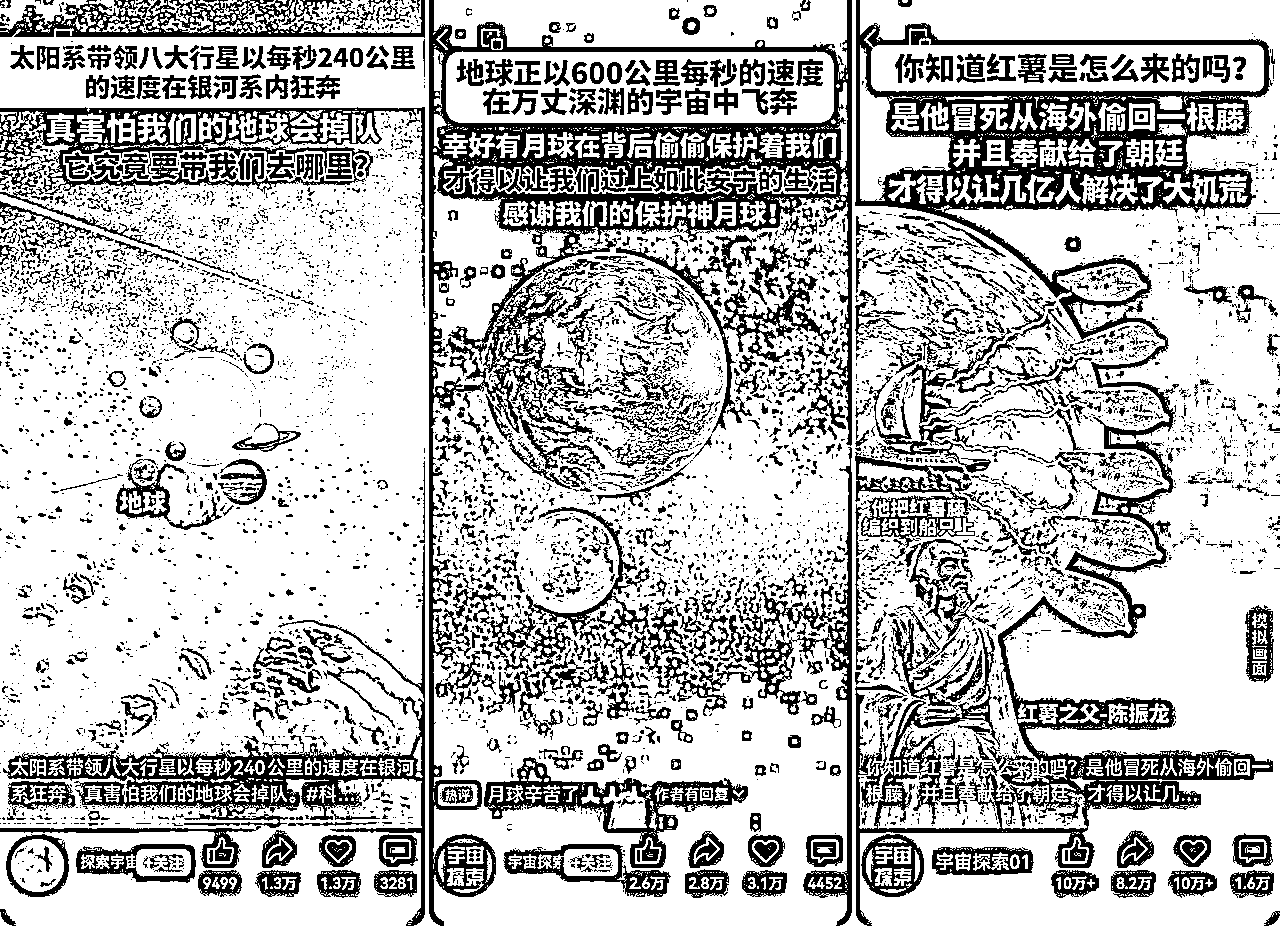 太阳系带领八大行星以每秒240公里
的速度在银河系内狂奔
真害怕我们的地球会掉队
它究竟要带我们去哪里?
地球
太阳系带领八大行星以每秒240公里的速度在银河
系狂奔,真害怕我们的地球会掉队。#科...
探索宇宙
关注
9499
1.3万
1.3万
3281
地球正以600公里每秒的速度
在万丈深渊的宇宙中飞奔
幸好有月球在背后偷偷保护着我们
才得以让我们过上如此安宁的生活
感谢我们的保护神月球!
热评
月球辛苦了
作者有回复
宇宙
探索
宇宙探索
关注
2.6万
2.8万
3.1万
4452
你知道红薯是怎么来的吗?
是他冒死从海外偷回一根藤
并且奉献给了朝廷
才得以让几亿人解决了大饥荒
他把红薯藤
编织到船只上
模拟画面
红薯之父-陈振龙
你知道红薯是怎么来的吗?是他冒死从海外偷回一
根藤,并且奉献给了朝廷,才得以让几...
宇宙
探索
宇宙探索01
10万+
8.2万
10万+
1.6万